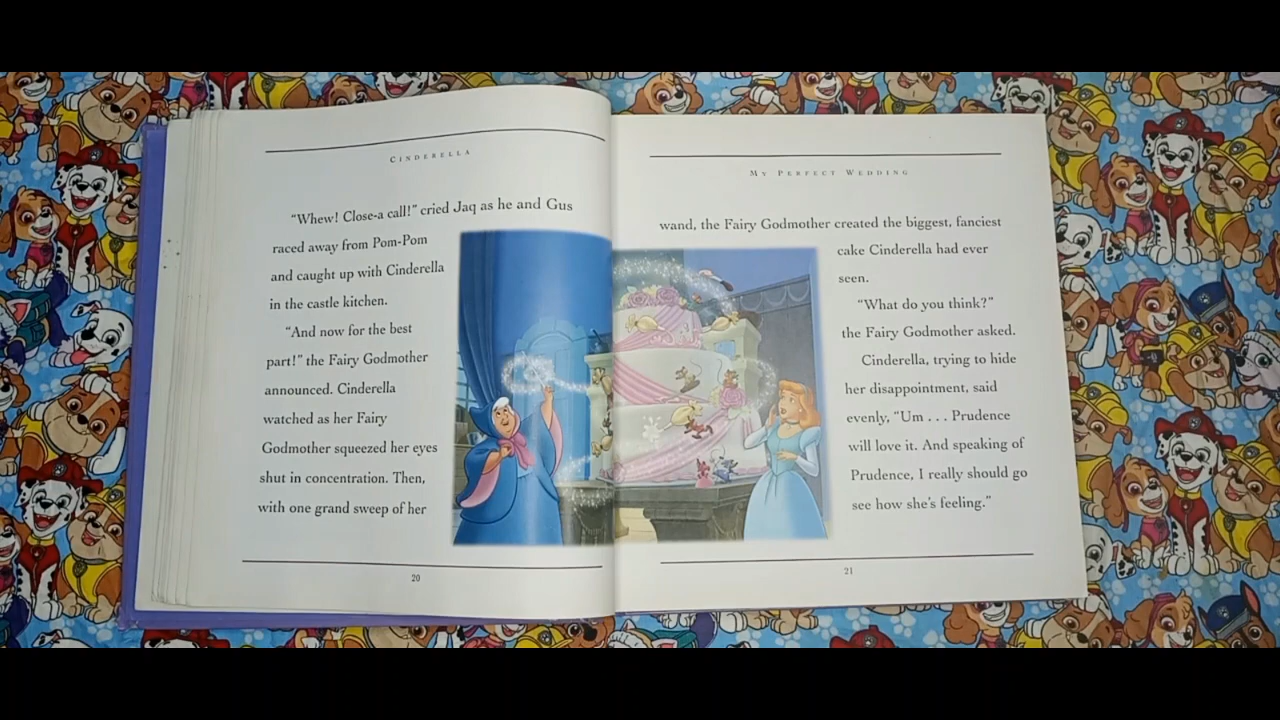 CINDERELLA
“Whew! Close-a call!” cried Jaq as he and Gus
raced away from Pom-Pom
and caught up with Cinderella
in the castle kitchen.
“And now for the best
part!” the Fairy Godmother
announced. Cinderella
watched as her Fairy
Godmother squeezed her eyes
shut in concentration. Then,
with one grand sweep of her
20
MY PERFECT WEDDING
wand, the Fairy Godmother created the biggest, fanciest
cake Cinderella had ever
seen.
“What do you think?”
the Fairy Godmother asked.
Cinderella, trying to hide
her disappointment, said
evenly, “Um . . . Prudence
will love it. And speaking of
Prudence, I really should go
see how she’s feeling.”
21